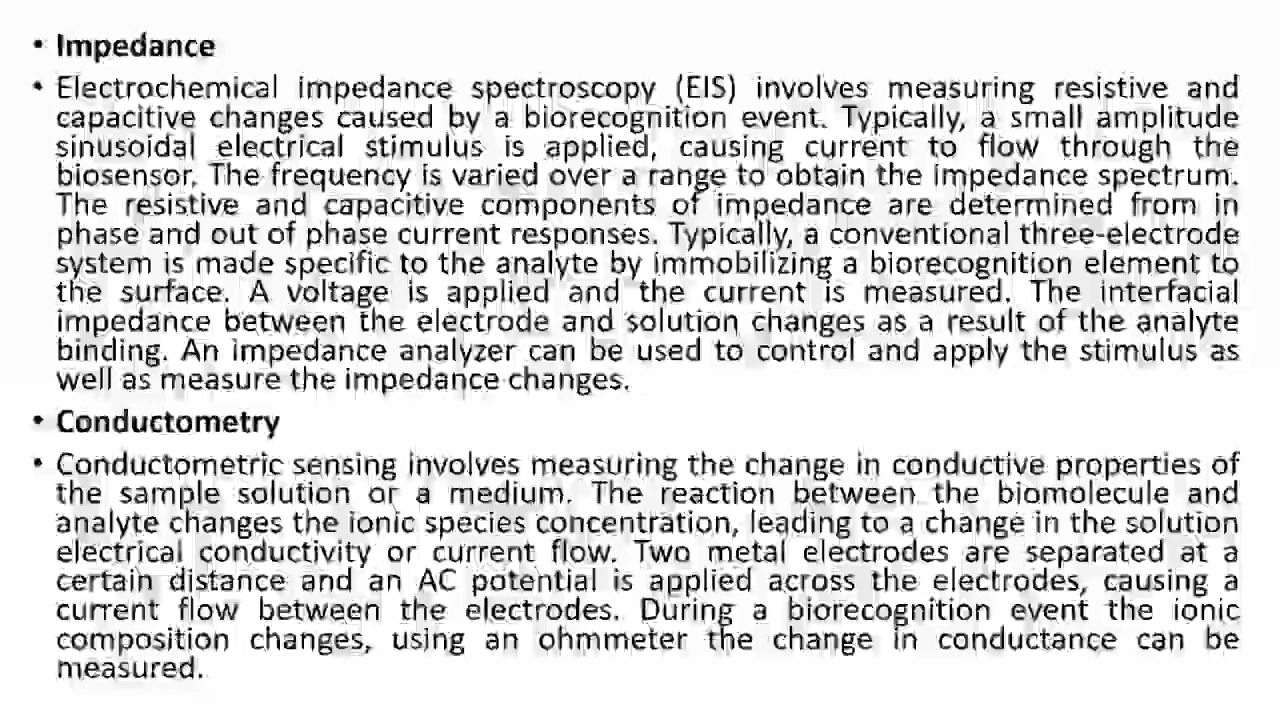 • Impedance
• Electrochemical impedance spectroscopy (EIS) involves measuring resistive and
capacitive changes caused by a biorecognition event. Typically, a small amplitude
sinusoidal electrical stimulus is applied, causing current to flow through the
biosensor. The frequency is varied over a range to obtain the impedance spectrum.
The resistive and capacitive components of impedance are determined from in
phase and out of phase current responses. Typically, a conventional three-electrode
system is made specific to the analyte by immobilizing a biorecognition element to
the surface. A voltage is applied and the current is measured. The interfacial
impedance between the electrode and solution changes as a result of the analyte
binding. An impedance analyzer can be used to control and apply the stimulus as
well as measure the impedance changes.
• Conductometry
• Conductometric sensing involves measuring the change in conductive properties of
the sample solution or a medium. The reaction between the biomolecule and
analyte changes the ionic species concentration, leading to a change in the solution
electrical conductivity or current flow. Two metal electrodes are separated at a
certain distance and an AC potential is applied across the electrodes, causing a
current flow between the electrodes. During a biorecognition event the ionic
composition changes, using an ohmmeter the change in conductance can be
measured.